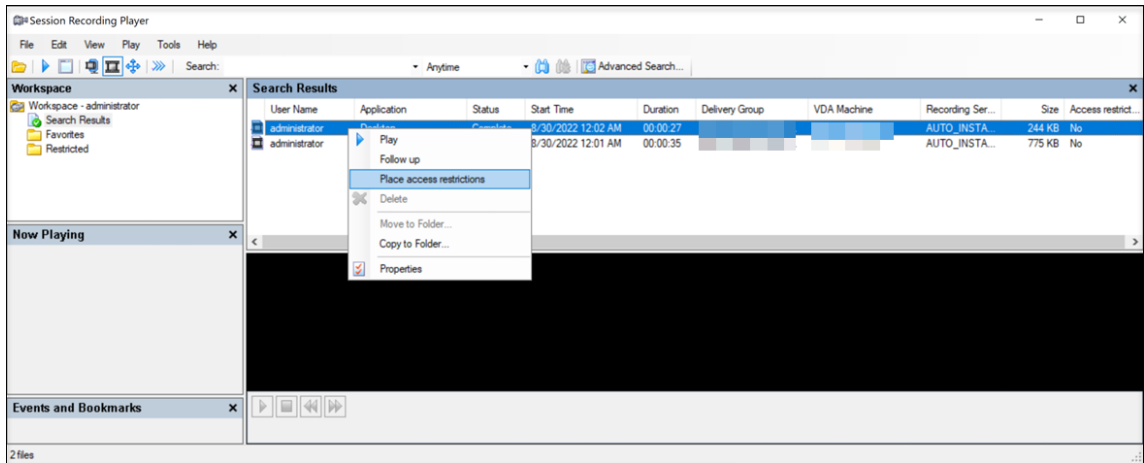 Session Recording Player
File Edit View Play Tools Help
Search: Anytime Advanced Search...
Workspace
Workspace - administrator
Search Results
Favorites
Restricted
Now Playing
Events and Bookmarks
Search Results
User Name Application Status Start Time Duration Delivery Group VDA Machine Recording Ser... Size Access restrict...
administrator Desktop Complete 8/30/2022 12:02 AM 00:00:27 AUTO_INSTA... 244 KB No
administrator 8/30/2022 12:01 AM 00:00:35 AUTO_INSTA... 775 KB No
Play
Follow up
Place access restrictions
Delete
Move to Folder...
Copy to Folder...
Properties
2 files